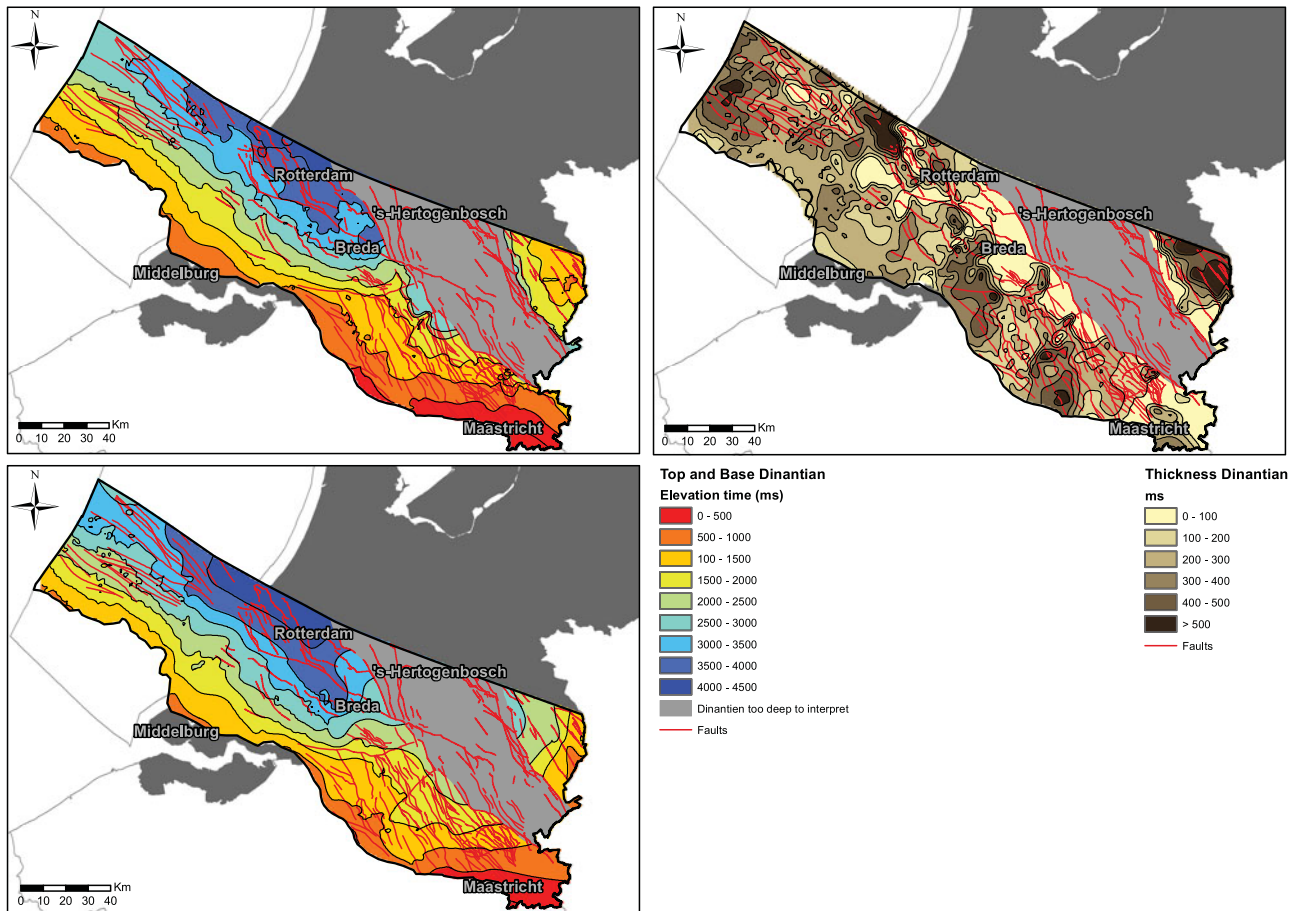 N
Rotterdam
's-Hertogenbosch
Breda
Middelburg
Maastricht
Km
0 10 20 30 40
N
Rotterdam
's-Hertogenbosch
Breda
Middelburg
Maastricht
Km
0 10 20 30 40
N
Rotterdam
's-Hertogenbosch
Breda
Middelburg
Maastricht
Km
0 10 20 30 40
Top and Base Dinantian
Elevation time (ms)
0 - 500
500 - 1000
100 - 1500
1500 - 2000
2000 - 2500
2500 - 3000
3000 - 3500
3500 - 4000
4000 - 4500
Dinantien too deep to interpret
Faults
Thickness Dinantian
ms
0 - 100
100 - 200
200 - 300
300 - 400
400 - 500
> 500
Faults